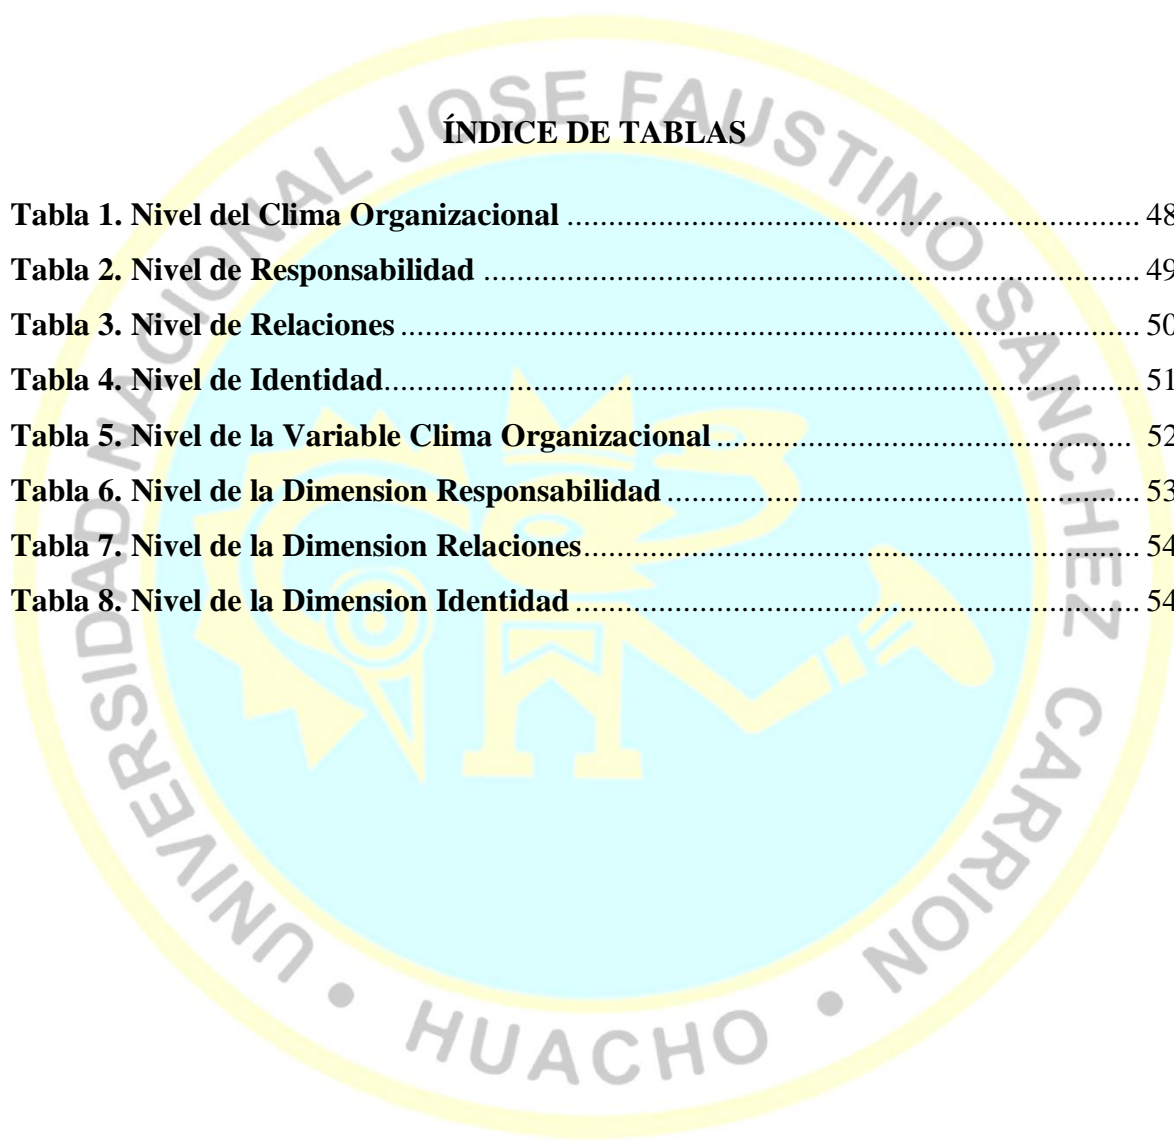 ÍNDICE DE TABLAS
Tabla 1. Nivel del Clima Organizacional .......................................................... 48
Tabla 2. Nivel de Responsabilidad .................................................................. 49
Tabla 3. Nivel de Relaciones ........................................................................... 50
Tabla 4. Nivel de Identidad............................................................................. 51
Tabla 5. Nivel de la Variable Clima Organizacional .......................................... 52
Tabla 6. Nivel de la Dimension Responsabilidad ............................................... 53
Tabla 7. Nivel de la Dimension Relaciones........................................................ 54
Tabla 8. Nivel de la Dimension Identidad ......................................................... 54
UNIVERSIDAD NACIONAL JOSE FAUSTINO SANCHEZ CARRION • HUACHO •